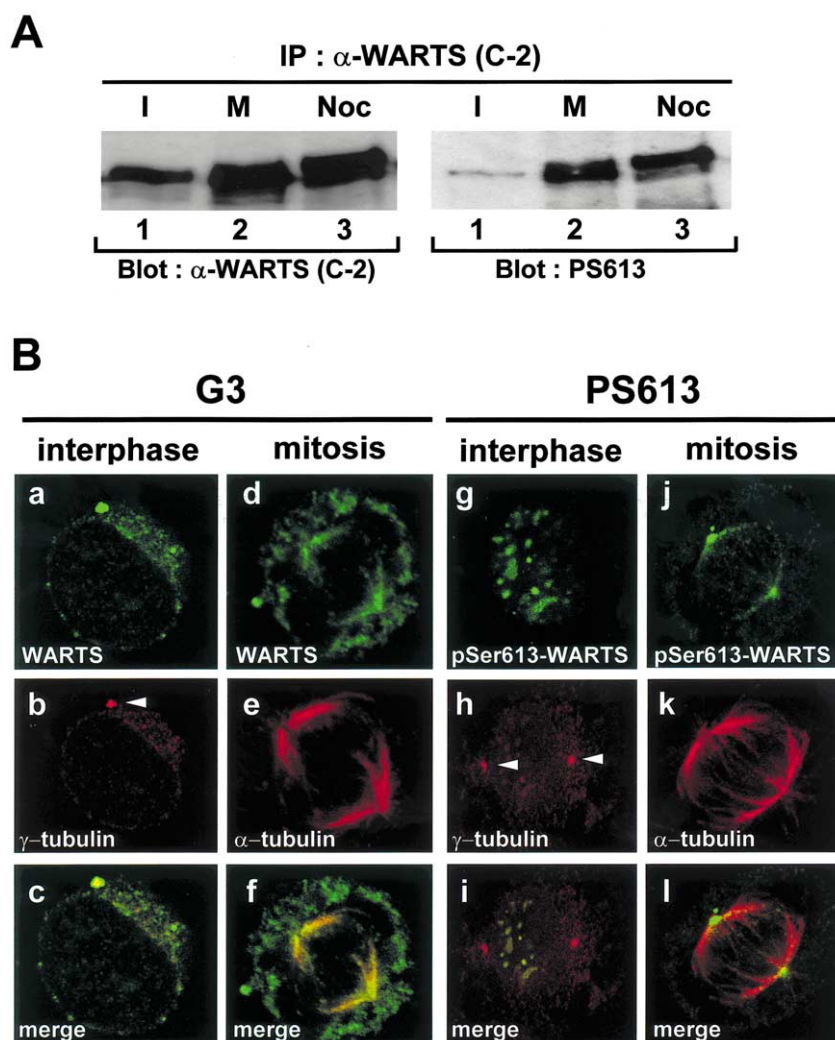 A
IP : α-WARTS (C-2)
I M Noc I M Noc
1 2 3 1 2 3
Blot : α-WARTS (C-2) Blot : PS613
B
G3 PS613
interphase mitosis interphase mitosis
a d g j
WARTS WARTS pSer613-WARTS pSer613-WARTS
b e h k
γ-tubulin α-tubulin γ-tubulin α-tubulin
c f i l
merge merge merge merge